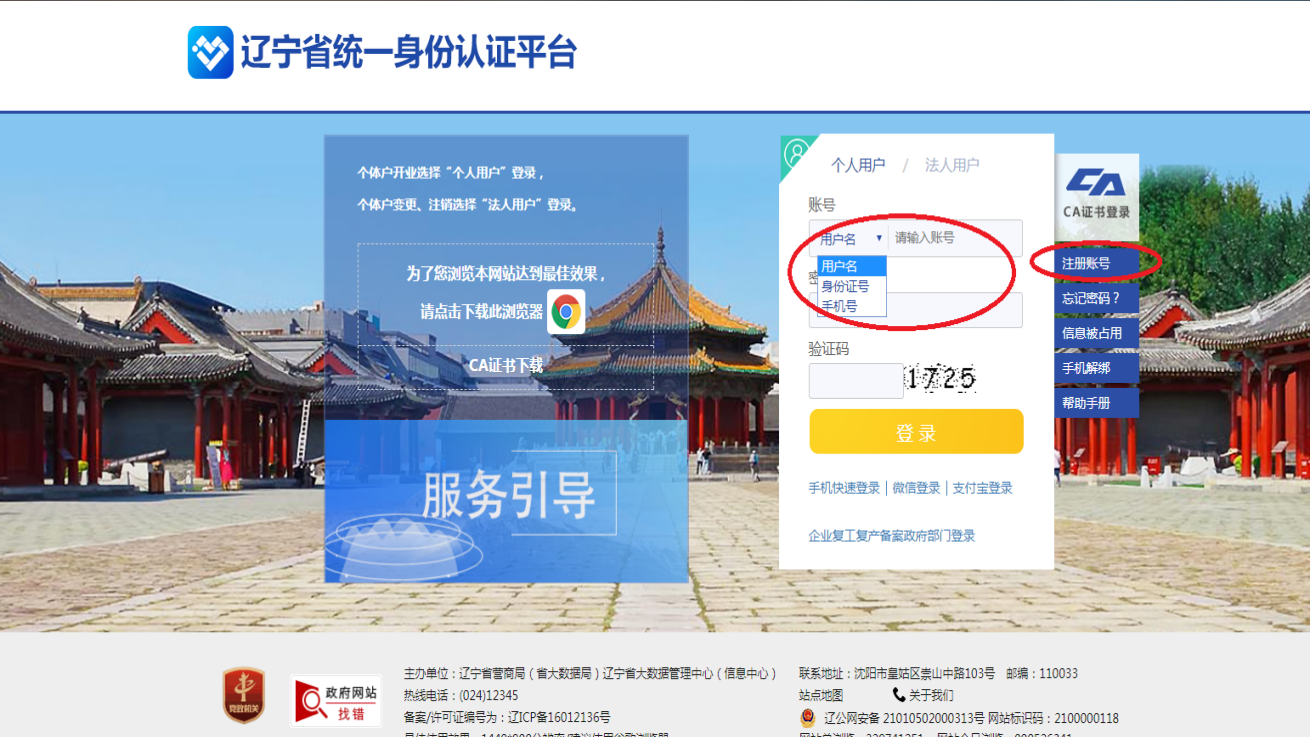 辽宁省统一身份认证平台
个体户开业选择“个人用户”登录，
个体户变更、注销选择“法人用户”登录。
为了您浏览本网站达到最佳效果，
请点击下载此浏览器
CA证书下载
服务引导
个人用户 / 法人用户
账号
用户名 ▼ 请输入账号
用户名
身份证号
手机号
验证码
1725
登录
手机快速登录 | 微信登录 | 支付宝登录
企业复工复产备案政府部门登录
CA
CA证书登录
注册账号
忘记密码？
信息被占用
手机解绑
帮助手册
党政机关
政府网站
找错
主办单位：辽宁省营商局（省大数据局）辽宁省大数据管理中心（信息中心）
热线电话：(024)12345
备案/许可证编号为：辽ICP备16012136号
联系地址：沈阳市皇姑区崇山中路103号 邮编：110033
站点地图 关于我们
辽公网安备 21010502000313号 网站标识码：2100000118